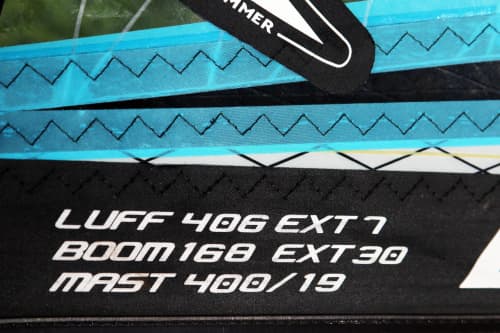 LUFF 406 EXT 7
BOOM 168 EXT 30
MAST 400/19